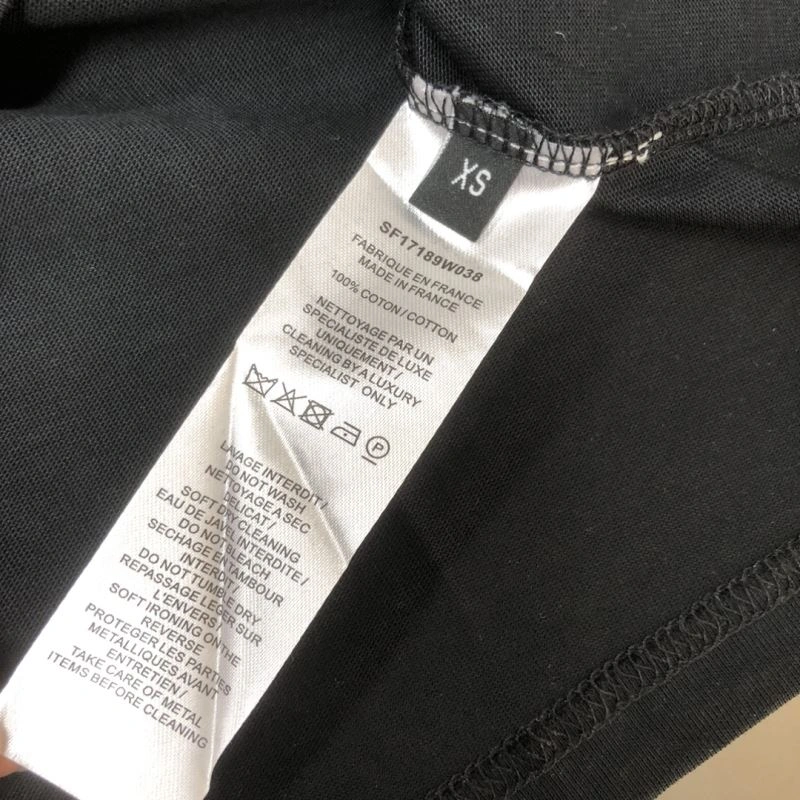 XS
SF17189W038
FABRIQUE EN FRANCE
MADE IN FRANCE
100% COTON / COTTON
NETTOYAGE PAR UN
SPECIALISTE DE LUXE
UNIQUEMENT /
CLEANING BY A LUXURY
SPECIALIST ONLY
P
LAVAGE INTERDIT /
DO NOT WASH
NETTOYAGE A SEC
DELICAT /
SOFT DRY CLEANING
EAU DE JAVEL INTERDITE /
DO NOT BLEACH
SECHAGE EN TAMBOUR
INTERDIT /
DO NOT TUMBLE DRY
REPASSAGE LEGER SUR
L'ENVERS /
SOFT IRONING ON THE
REVERSE
PROTEGER LES PARTIES
METALLIQUES AVANT
ENTRETIEN /
TAKE CARE OF METAL
ITEMS BEFORE CLEANING